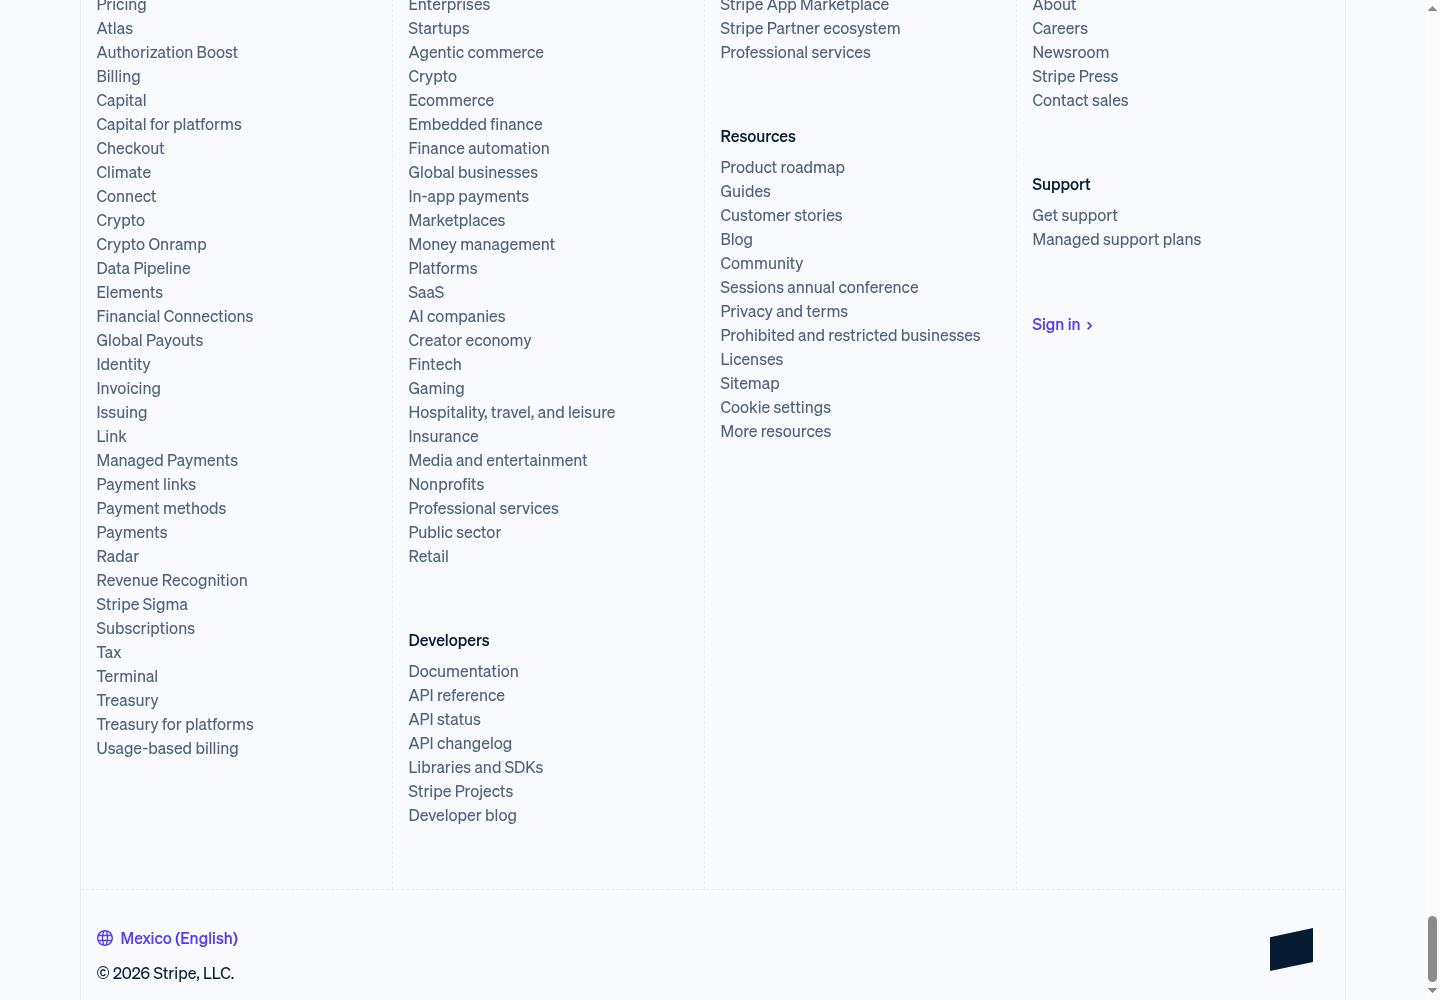 Pricing
Atlas
Authorization Boost
Billing
Capital
Capital for platforms
Checkout
Climate
Connect
Crypto
Crypto Onramp
Data Pipeline
Elements
Financial Connections
Global Payouts
Identity
Invoicing
Issuing
Link
Managed Payments
Payment links
Payment methods
Payments
Radar
Revenue Recognition
Stripe Sigma
Subscriptions
Tax
Terminal
Treasury
Treasury for platforms
Usage-based billing
Enterprises
Startups
Agentic commerce
Crypto
Ecommerce
Embedded finance
Finance automation
Global businesses
In-app payments
Marketplaces
Money management
Platforms
SaaS
AI companies
Creator economy
Fintech
Gaming
Hospitality, travel, and leisure
Insurance
Media and entertainment
Nonprofits
Professional services
Public sector
Retail
Developers
Documentation
API reference
API status
API changelog
Libraries and SDKs
Stripe Projects
Developer blog
Stripe App Marketplace
Stripe Partner ecosystem
Professional services
Resources
Product roadmap
Guides
Customer stories
Blog
Community
Sessions annual conference
Privacy and terms
Prohibited and restricted businesses
Licenses
Sitemap
Cookie settings
More resources
About
Careers
Newsroom
Stripe Press
Contact sales
Support
Get support
Managed support plans
Sign in ›
Mexico (English)
© 2026 Stripe, LLC.